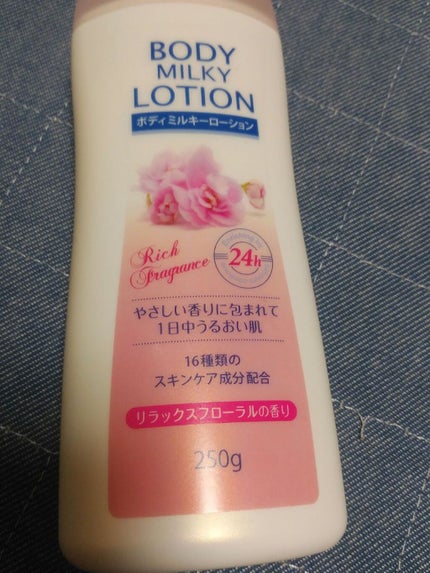 BODY
MILKY
LOTION
ボディミルキーローション
Rich
Fragrance
24h
やさしい香りに包まれて
1日中うるおい肌
16種類の
スキンケア成分配合
リラックスフローラルの香り
250g